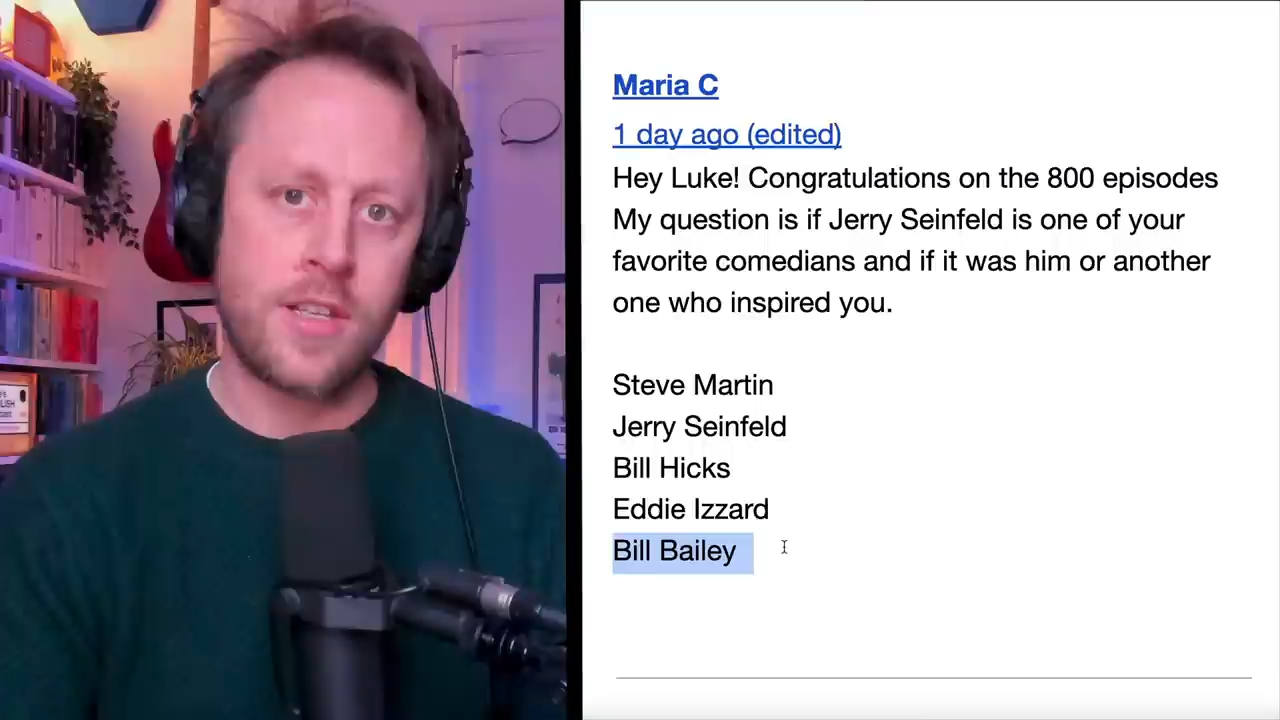 Maria C
1 day ago (edited)
Hey Luke! Congratulations on the 800 episodes
My question is if Jerry Seinfeld is one of your
favorite comedians and if it was him or another
one who inspired you.
Steve Martin
Jerry Seinfeld
Bill Hicks
Eddie Izzard
Bill Bailey